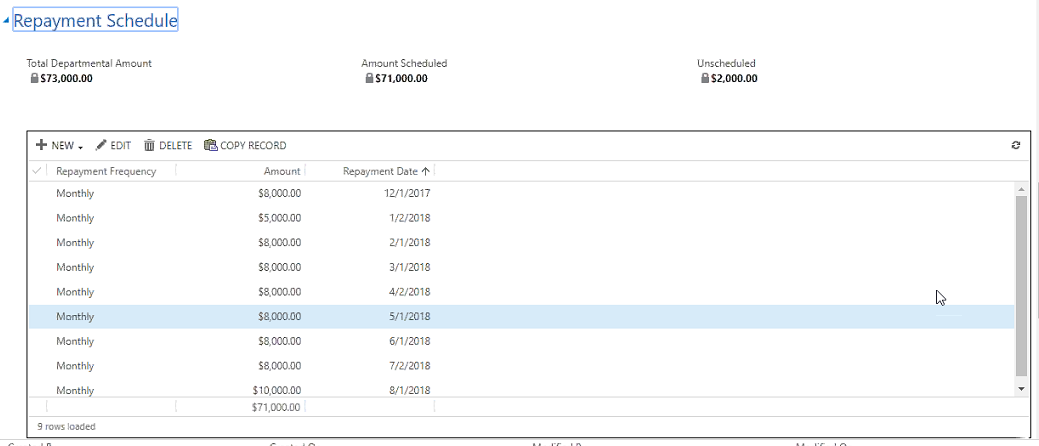 Repayment Schedule
Total Departmental Amount Amount Scheduled Unscheduled
$73,000.00 $71,000.00 $2,000.00
NEW EDIT DELETE COPY RECORD
Repayment Frequency Amount Repayment Date ↑
Monthly $8,000.00 12/1/2017
Monthly $5,000.00 1/2/2018
Monthly $8,000.00 2/1/2018
Monthly $8,000.00 3/1/2018
Monthly $8,000.00 4/2/2018
Monthly $8,000.00 5/1/2018
Monthly $8,000.00 6/1/2018
Monthly $8,000.00 7/2/2018
Monthly $10,000.00 8/1/2018
$71,000.00
9 rows loaded